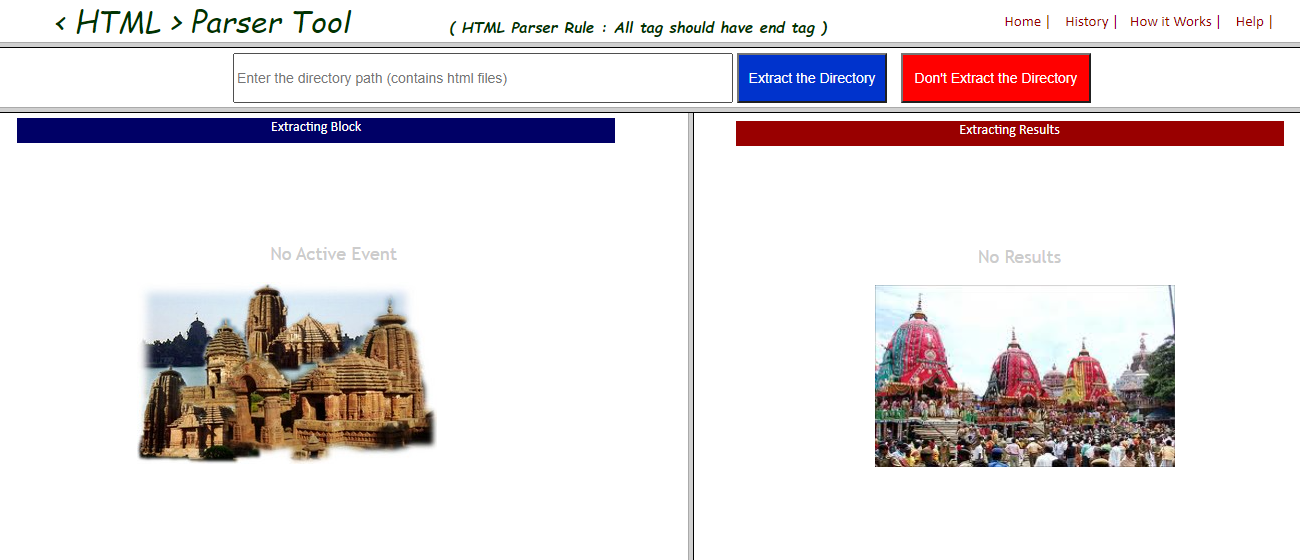 < HTML > Parser Tool
( HTML Parser Rule : All tag should have end tag )
Home | History | How it Works | Help |
Enter the directory path (contains html files)
Extract the Directory
Don't Extract the Directory
Extracting Block
Extracting Results
No Active Event
No Results